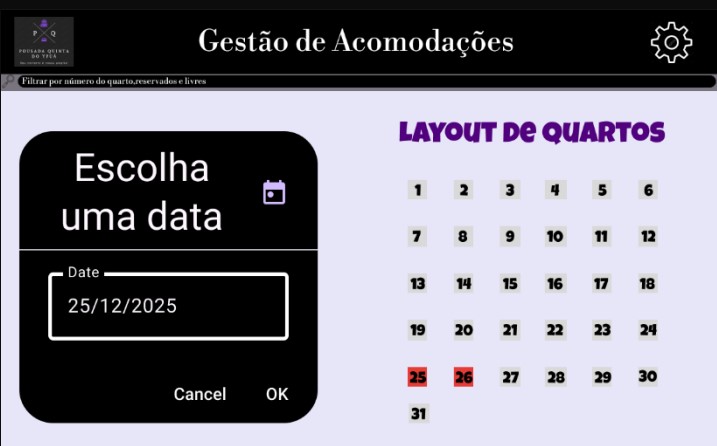 P Q
POUSADA QUINTA
DO YPUÃ
Gestão de Acomodações
Filtrar por número do quarto,reservados e livres
Escolha
uma data
Date
25/12/2025
Cancel OK
LAYOUT DE QUARTOS
1 2 3 4 5 6
7 8 9 10 11 12
13 14 15 16 17 18
19 20 21 22 23 24
25 26 27 28 29 30
31